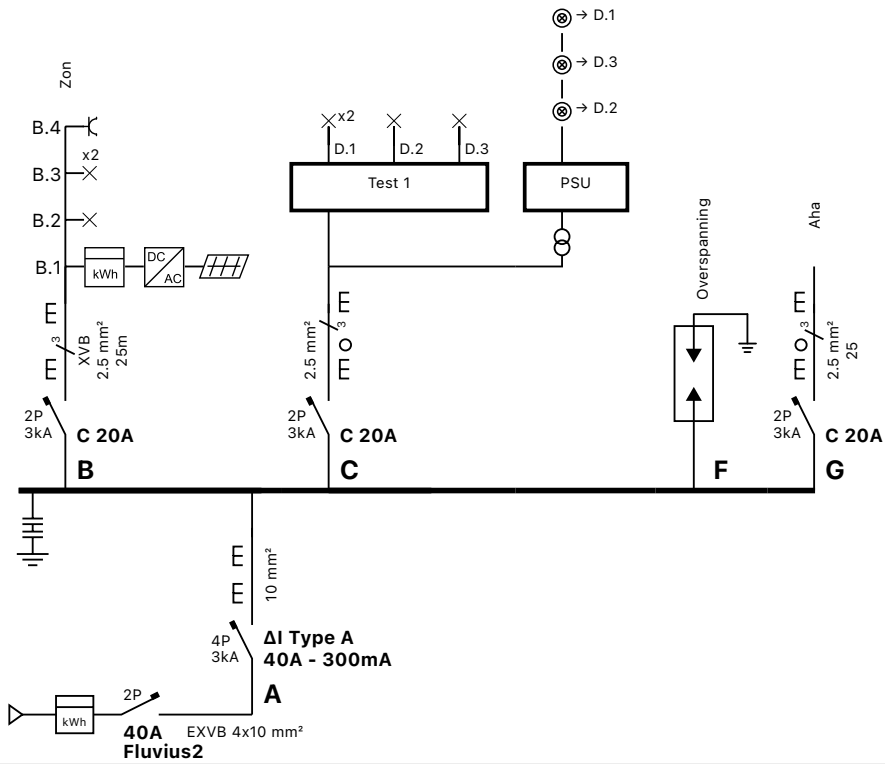 → D.1
→ D.3
→ D.2
Zon
B.4
x2
B.3
B.2
B.1
kWh
DC
AC
3
XVB
2.5 mm²
25m
2P
3kA
C 20A
B
x2
D.1
D.2
D.3
Test 1
PSU
3
2.5 mm²
2P
3kA
C 20A
C
Overspanning
F
Aha
3
2.5 mm²
25
2P
3kA
C 20A
G
10 mm²
4P
3kA
ΔI Type A
40A - 300mA
A
kWh
2P
40A
Fluvius2
EXVB 4x10 mm²